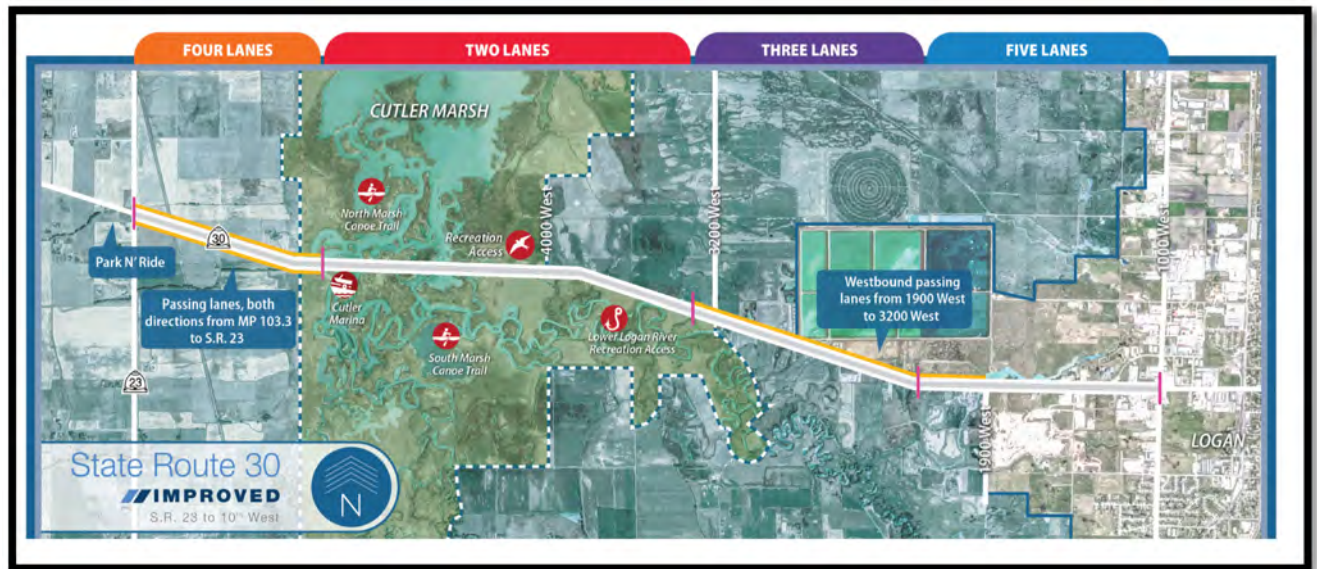 FOUR LANES
TWO LANES
THREE LANES
FIVE LANES
CUTLER MARSH
North Marsh
Canoe Trail
Recreation
Access
4000 West
3200 West
1000 West
30
Park N' Ride
Passing lanes, both
directions from MP 103.3
to S.R. 23
Cutler
Marina
South Marsh
Canoe Trail
Lower Logan River
Recreation Access
Westbound passing
lanes from 1900 West
to 3200 West
23
1900 West
LOGAN
State Route 30
IMPROVED
S.R. 23 to 10th West
N